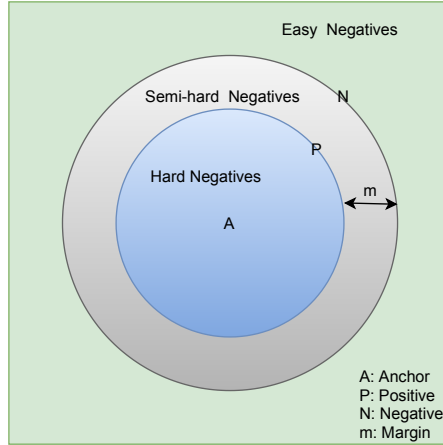 Easy Negatives
Semi-hard Negatives
N
P
Hard Negatives
m
A
A: Anchor
P: Positive
N: Negative
m: Margin